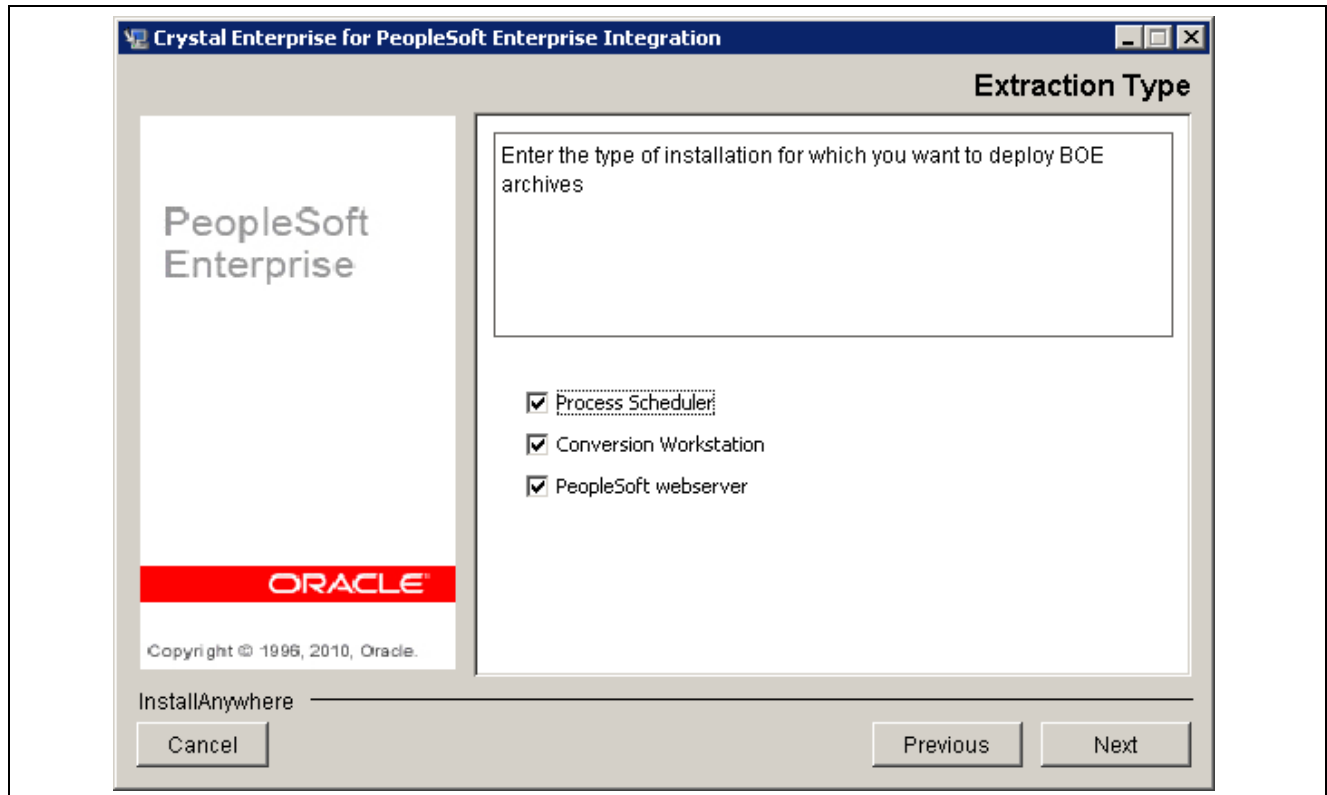 Crystal Enterprise for PeopleSoft Enterprise Integration
Extraction Type
PeopleSoft
Enterprise
ORACLE
Copyright © 1996, 2010, Oracle.
Enter the type of installation for which you want to deploy BOE
archives
Process Scheduler
Conversion Workstation
PeopleSoft webserver
InstallAnywhere
Cancel
Previous
Next